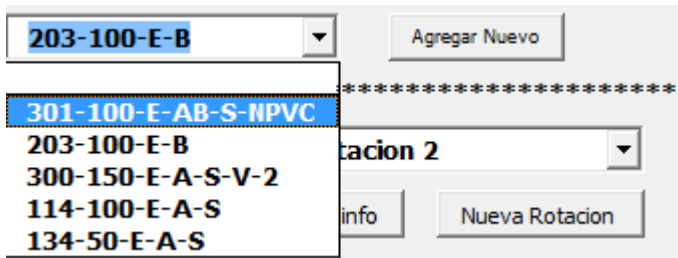 203-100-E-B
Agregar Nuevo
*********************
301-100-E-AB-S-NPVC
203-100-E-B
tacion 2
300-150-E-A-S-V-2
114-100-E-A-S
info
Nueva Rotacion
134-50-E-A-S